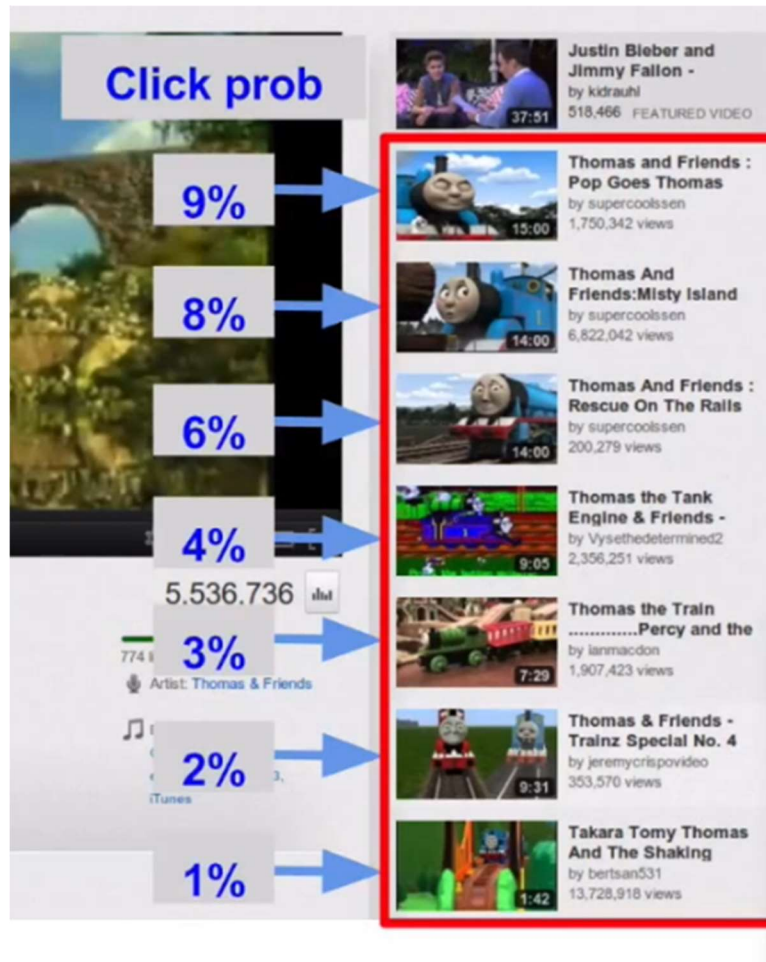 Click prob
Justin Bieber and
Jimmy Fallon -
by kidrauhl
518,466 FEATURED VIDEO
37:51
9%
Thomas and Friends :
Pop Goes Thomas
by supercoolssen
1,750,342 views
15:00
8%
Thomas And
Friends:Misty Island
by supercoolssen
6,822,042 views
14:00
6%
Thomas And Friends :
Rescue On The Rails
by supercoolssen
200,279 views
14:00
4%
Thomas the Tank
Engine & Friends -
by Vysethedetermined2
2,356,251 views
9:05
5.536.736
3%
774
Artist: Thomas & Friends
Thomas the Train
.............Percy and the
by ianmacdon
1,907,423 views
7:29
2%
3,
iTunes
Thomas & Friends -
Trainz Special No. 4
by jeremycrispovideo
353,570 views
9:31
1%
Takara Tomy Thomas
And The Shaking
by bertsan531
13,728,918 views
1:42